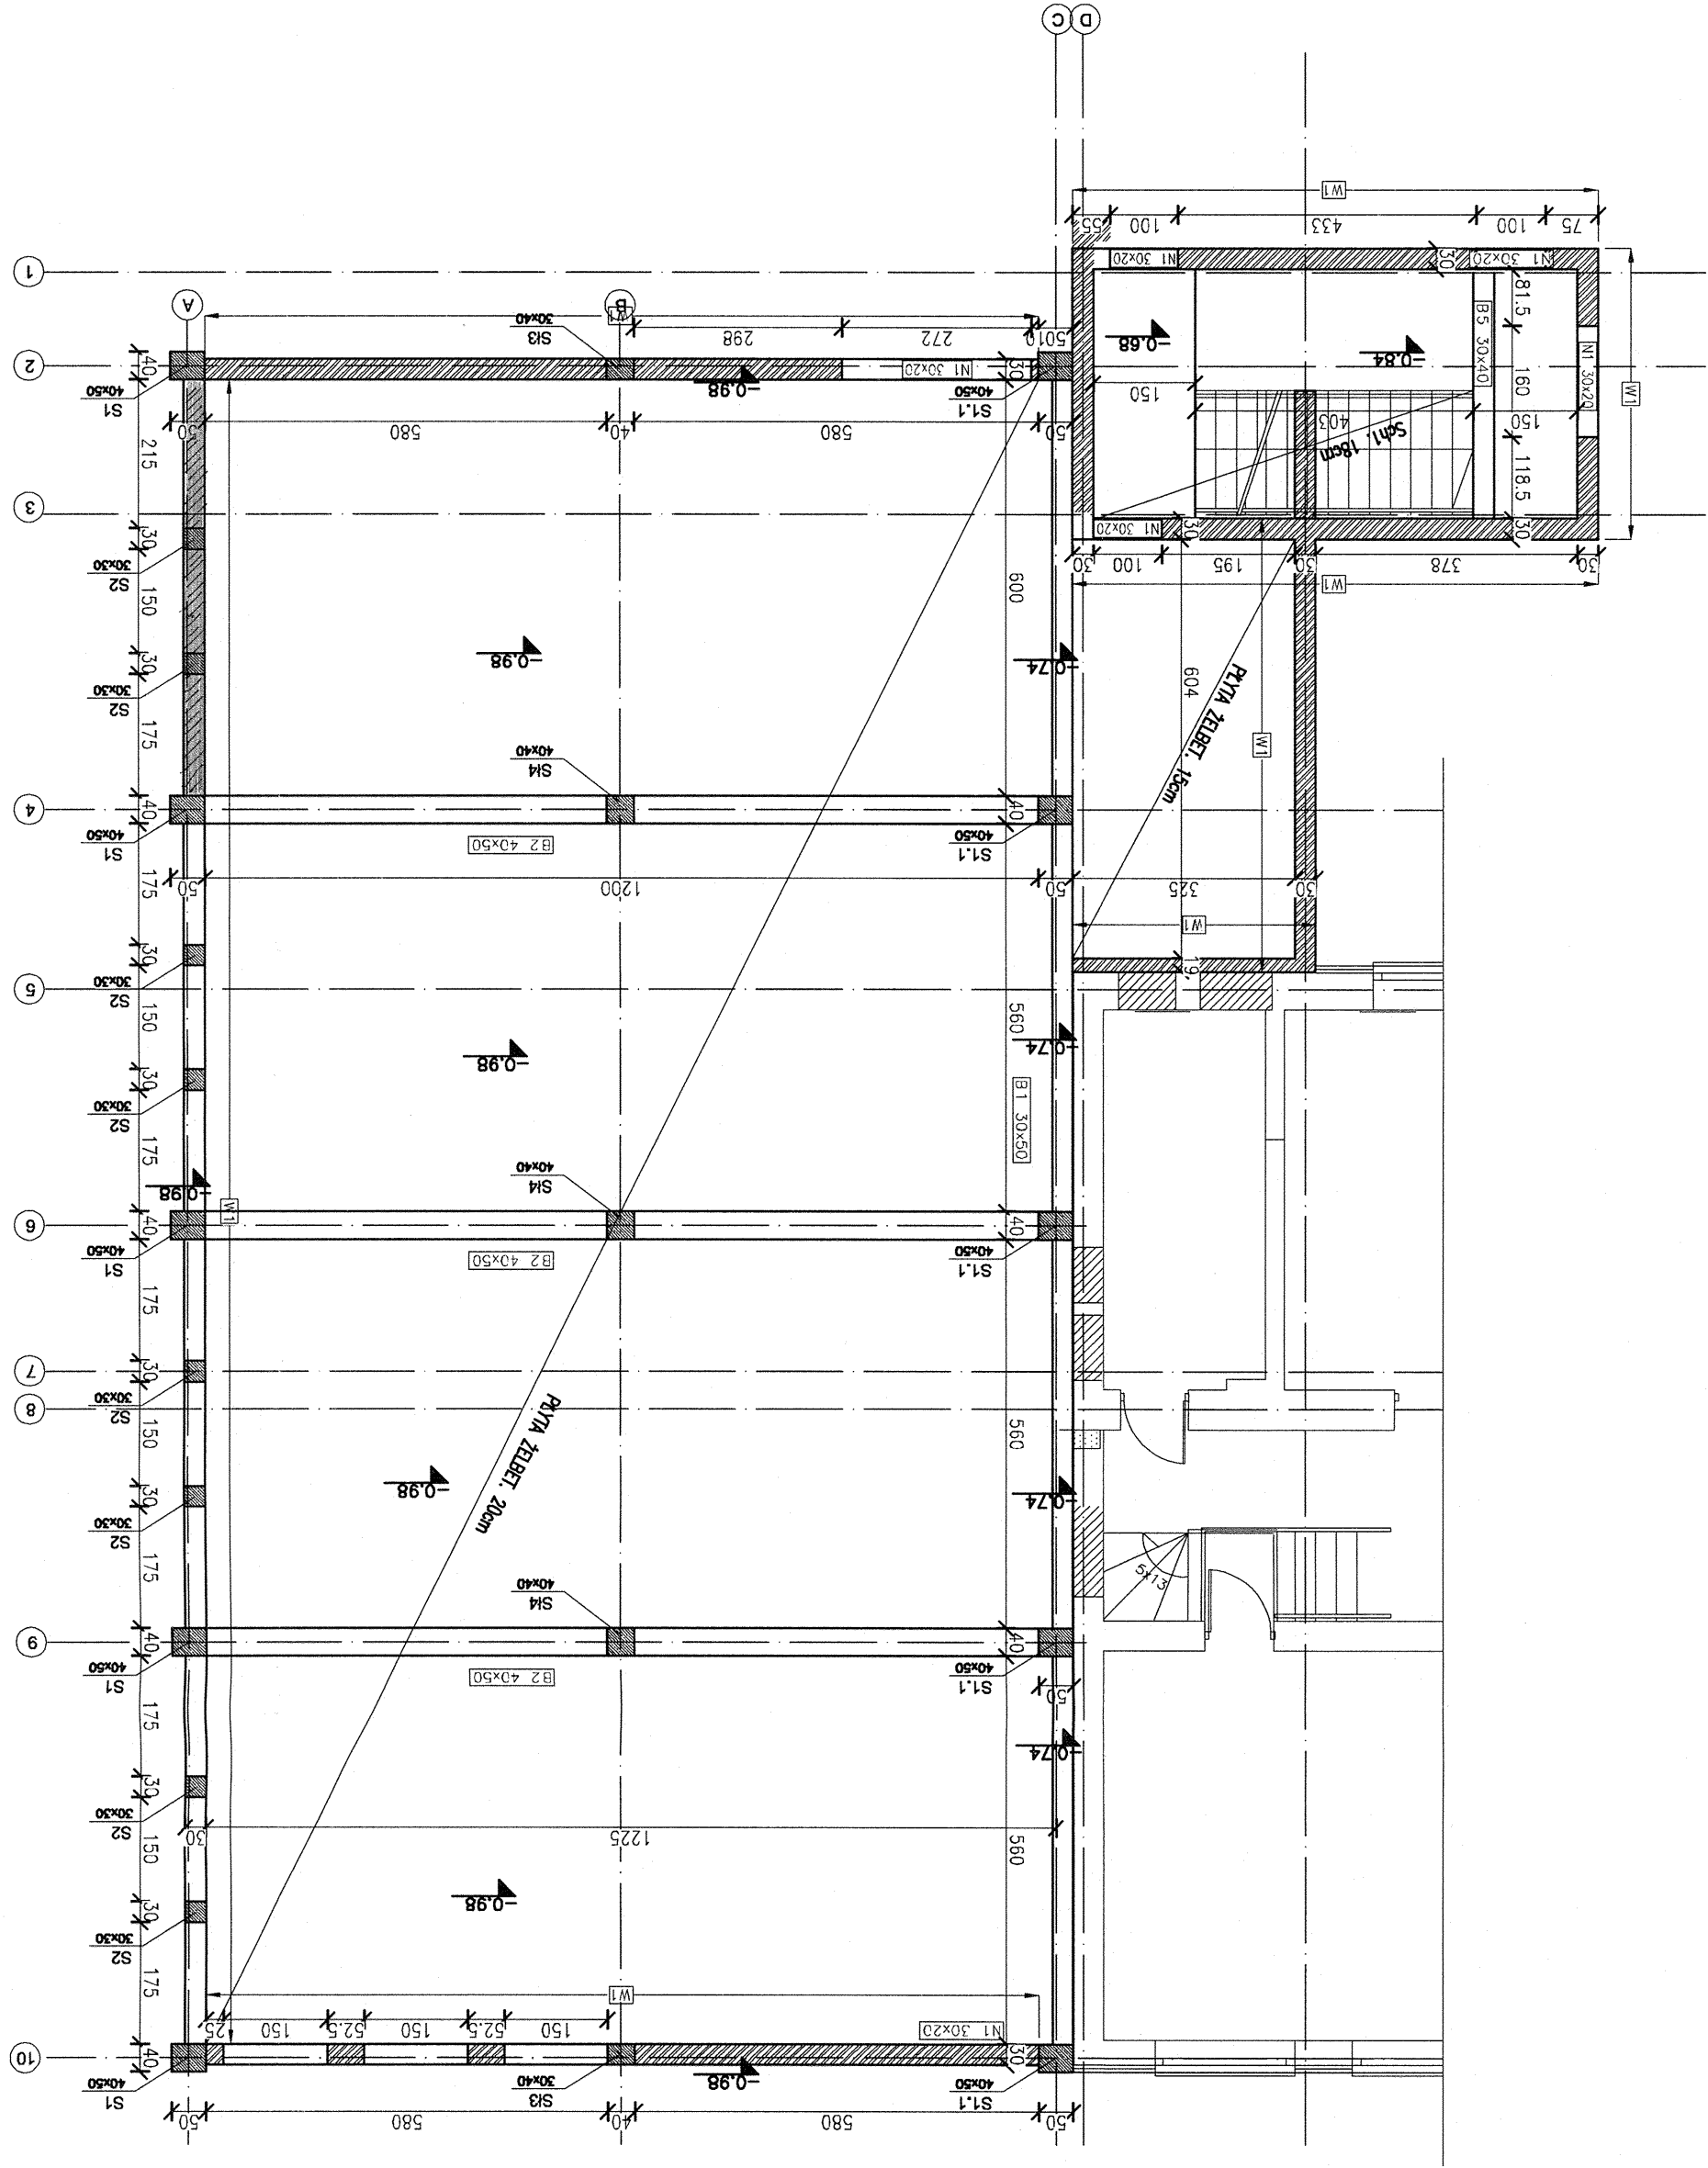 C
D
W1
55
100
433
100
75
1
N1 30x20
30
N1 30x20
A
B
W1
Sł3
30x40
298
272
5010
81.5
B5 30x40
-0.68
-0.84
2
40
S1
40x50
N1 30x20
30
-0.98
S1.1
40x50
150
160
N1 30x20
W1
50
580
40
580
50
403
150
Schl. 18cm
215
118.5
3
30
S2
30x30
N1
30x20
30
30
30
100
195
30
378
30
W1
150
600
30
S2
30x30
-0.98
-0.74
604
PŁYTA ŻELBET. 15cm
W1
175
Sł4
40x40
4
40
S1
40x50
B2 40x50
40
S1.1
40x50
175
50
1200
50
325
30
W1
30
S2
30x30
19
5
150
560
-0.98
-0.74
30
S2
30x30
B1 30x50
175
Sł4
40x40
-0.98
W1
6
40
S1
40x50
B2 40x50
40
S1.1
40x50
175
7
30
S2
30x30
8
150
560
PŁYTA ŻELBET. 20cm
-0.98
-0.74
30
S2
30x30
175
Sł4
40x40
5x13
9
40
S1
40x50
B2 40x50
40
S1.1
40x50
50
175
-0.74
30
S2
30x30
30
1225
150
560
-0.98
30
S2
30x30
175
W1
25
150
52.5
150
52.5
150
N1 30x20
10
40
S1
40x50
Sł3
30x40
-0.98
30
S1.1
40x50
50
580
40
580
50